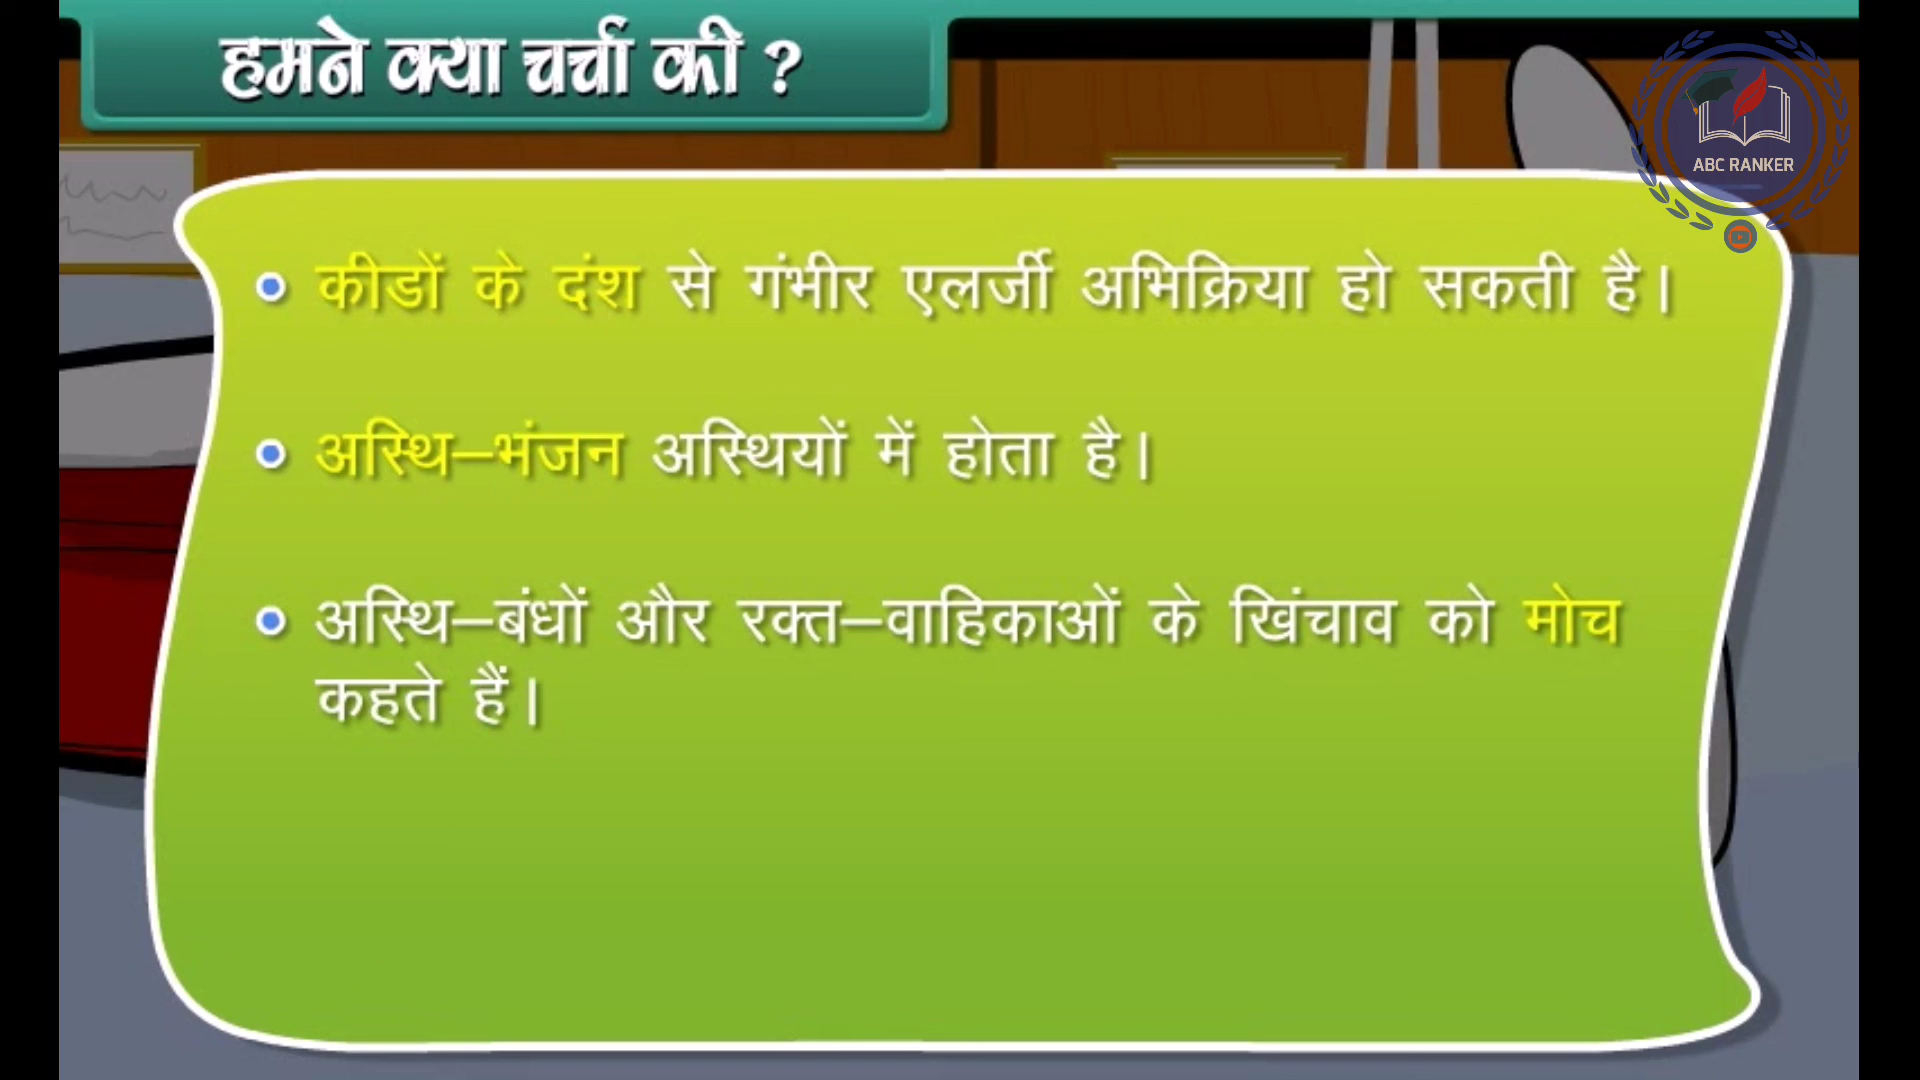 हमने क्या चर्चा की ?
ABC RANKER
कीडों के दंश से गंभीर एलर्जी अभिक्रिया हो सकती है।
अस्थि–भंजन अस्थियों में होता है।
अस्थि–बंधों और रक्त–वाहिकाओं के खिंचाव को मोच
कहते हैं।